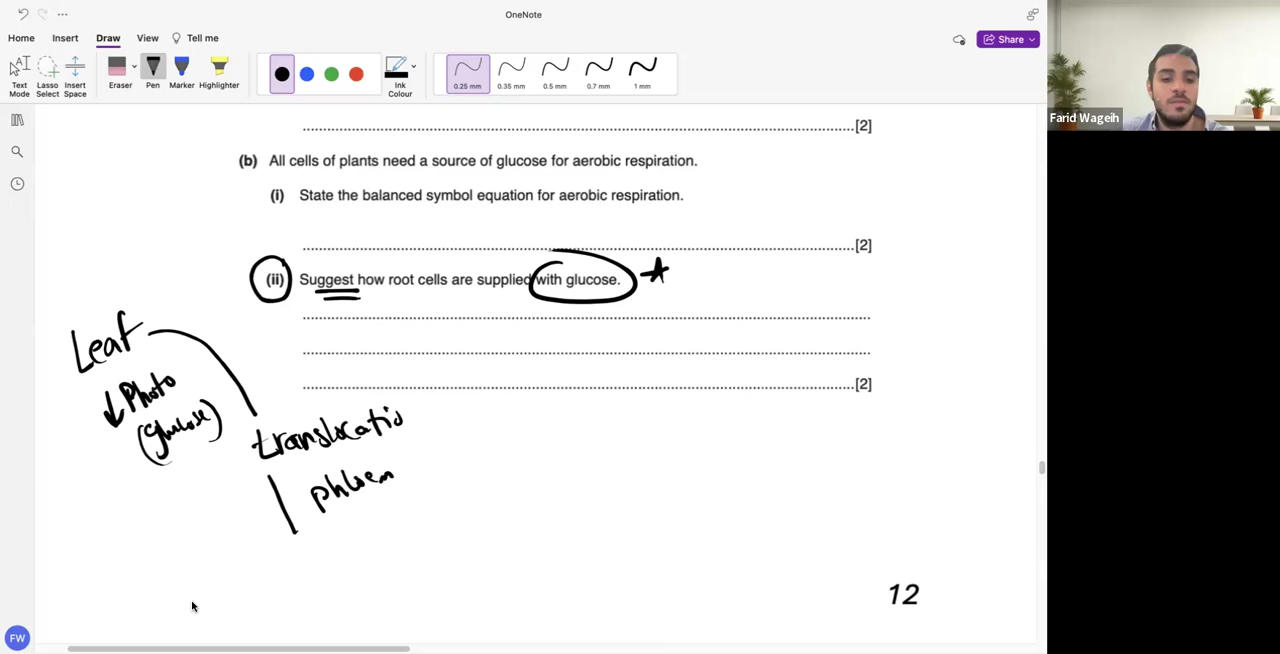 OneNote
Home Insert Draw View Tell me
Share
Text Mode
Lasso Select
Insert Space
Eraser
Pen
Marker
Highlighter
Ink Colour
0.25 mm
0.35 mm
0.5 mm
0.7 mm
1 mm
Farid Wageih
[2]
(b) All cells of plants need a source of glucose for aerobic respiration.
(i) State the balanced symbol equation for aerobic respiration.
[2]
(ii) Suggest how root cells are supplied with glucose.
[2]
Leaf
Photo
(glucose)
translocatio
phloem
12
FW